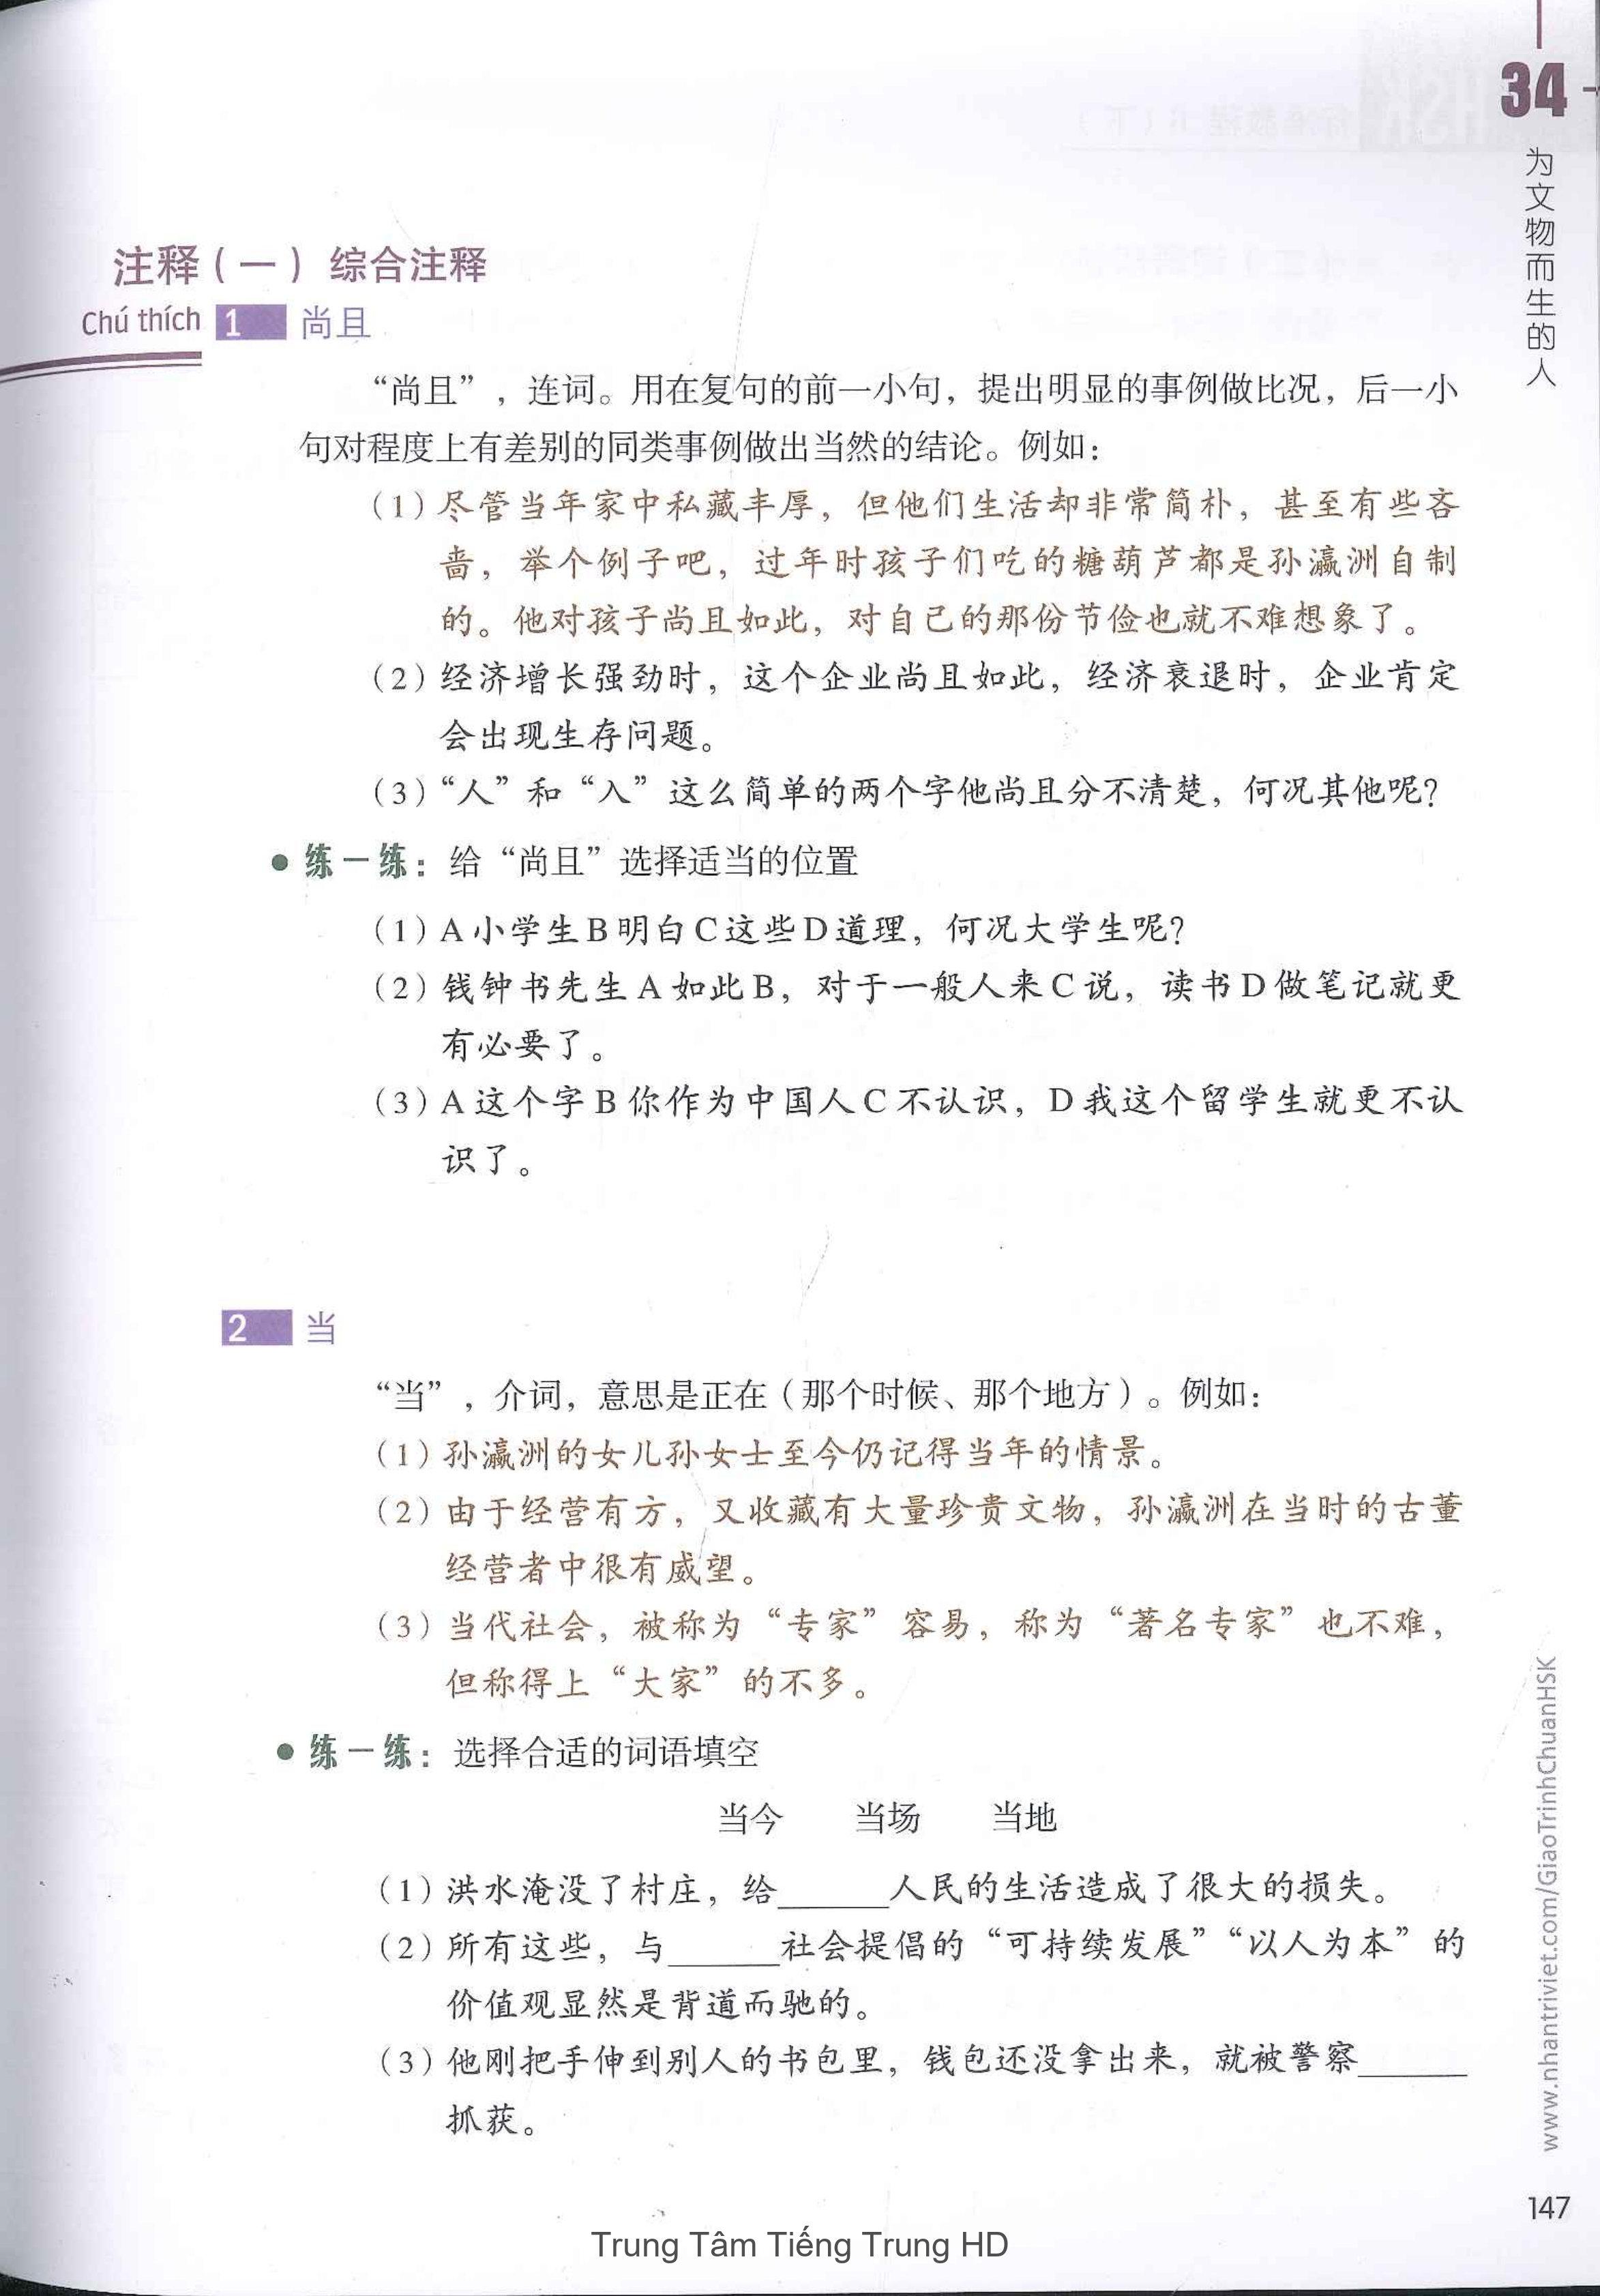 34
为文物而生的人
注释（一）综合注释
Chú thích
1 尚且
“尚且”，连词。用在复句的前一小句，提出明显的事例做比况，后一小
句对程度上有差别的同类事例做出当然的结论。例如：
（1）尽管当年家中私藏丰厚，但他们生活却非常简朴，甚至有些吝
啬，举个例子吧，过年时孩子们吃的糖葫芦都是孙瀛洲自制
的。他对孩子尚且如此，对自己的那份节俭也就不难想象了。
（2）经济增长强劲时，这个企业尚且如此，经济衰退时，企业肯定
会出现生存问题。
（3）“人”和“入”这么简单的两个字他尚且分不清楚，何况其他呢？
●练一练：给“尚且”选择适当的位置
（1）A小学生B明白C这些D道理，何况大学生呢？
（2）钱钟书先生A如此B，对于一般人来C说，读书D做笔记就更
有必要了。
（3）A这个字B你作为中国人C不认识，D我这个留学生就更不认
识了。
2 当
“当”，介词，意思是正在（那个时候、那个地方）。例如：
（1）孙瀛洲的女儿孙女士至今仍记得当年的情景。
（2）由于经营有方，又收藏有大量珍贵文物，孙瀛洲在当时的古董
经营者中很有威望。
（3）当代社会，被称为“专家”容易，称为“著名专家”也不难，
但称得上“大家”的不多。
●练一练：选择合适的词语填空
当今 当场 当地
（1）洪水淹没了村庄，给______人民的生活造成了很大的损失。
（2）所有这些，与______社会提倡的“可持续发展”“以人为本”的
价值观显然是背道而驰的。
（3）他刚把手伸到别人的书包里，钱包还没拿出来，就被警察______
抓获。
www.nhantriviet.com/GiaoTrinhChuanHSK
147
Trung Tâm Tiếng Trung HD